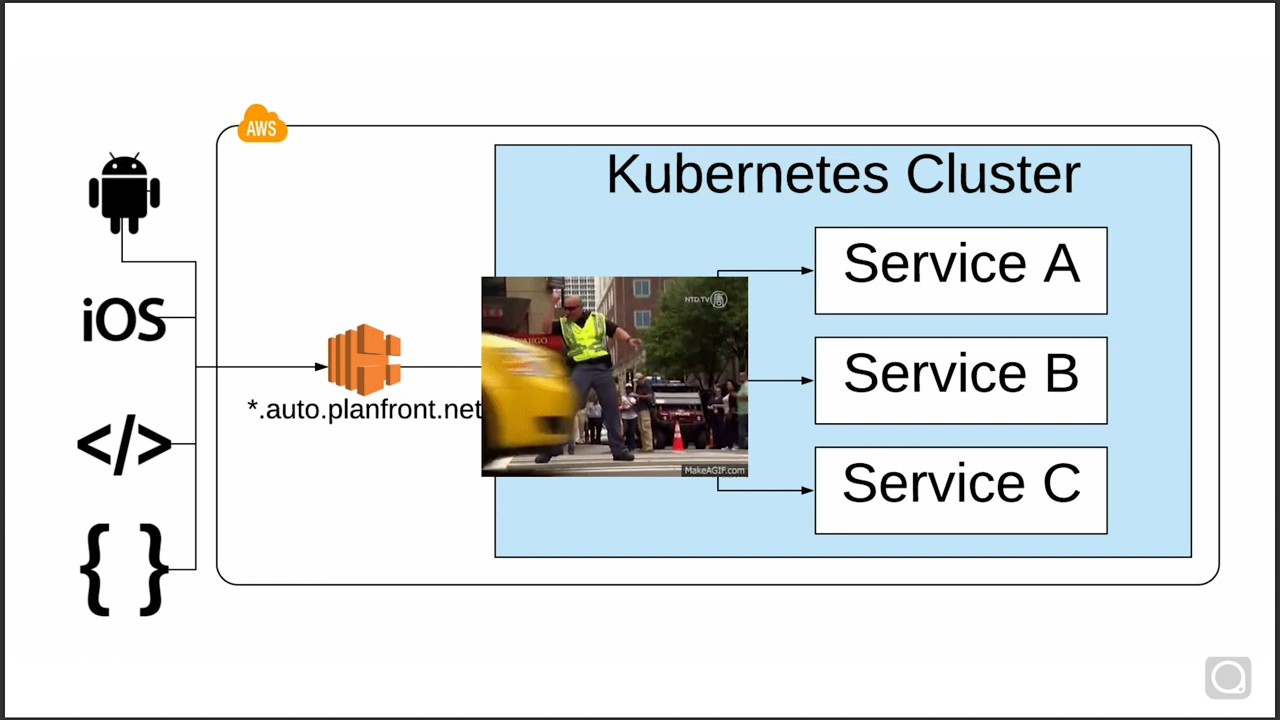 AWS
Kubernetes Cluster
Service A
iOS
NTD.TV
Service B
*.auto.planfront.net
MakeAGIF.com
Service C
</>
{ }